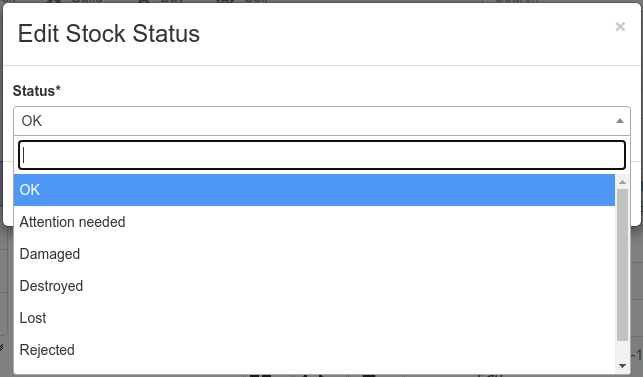 Edit Stock Status
×
Status*
OK
OK
Attention needed
Damaged
Destroyed
Lost
Rejected